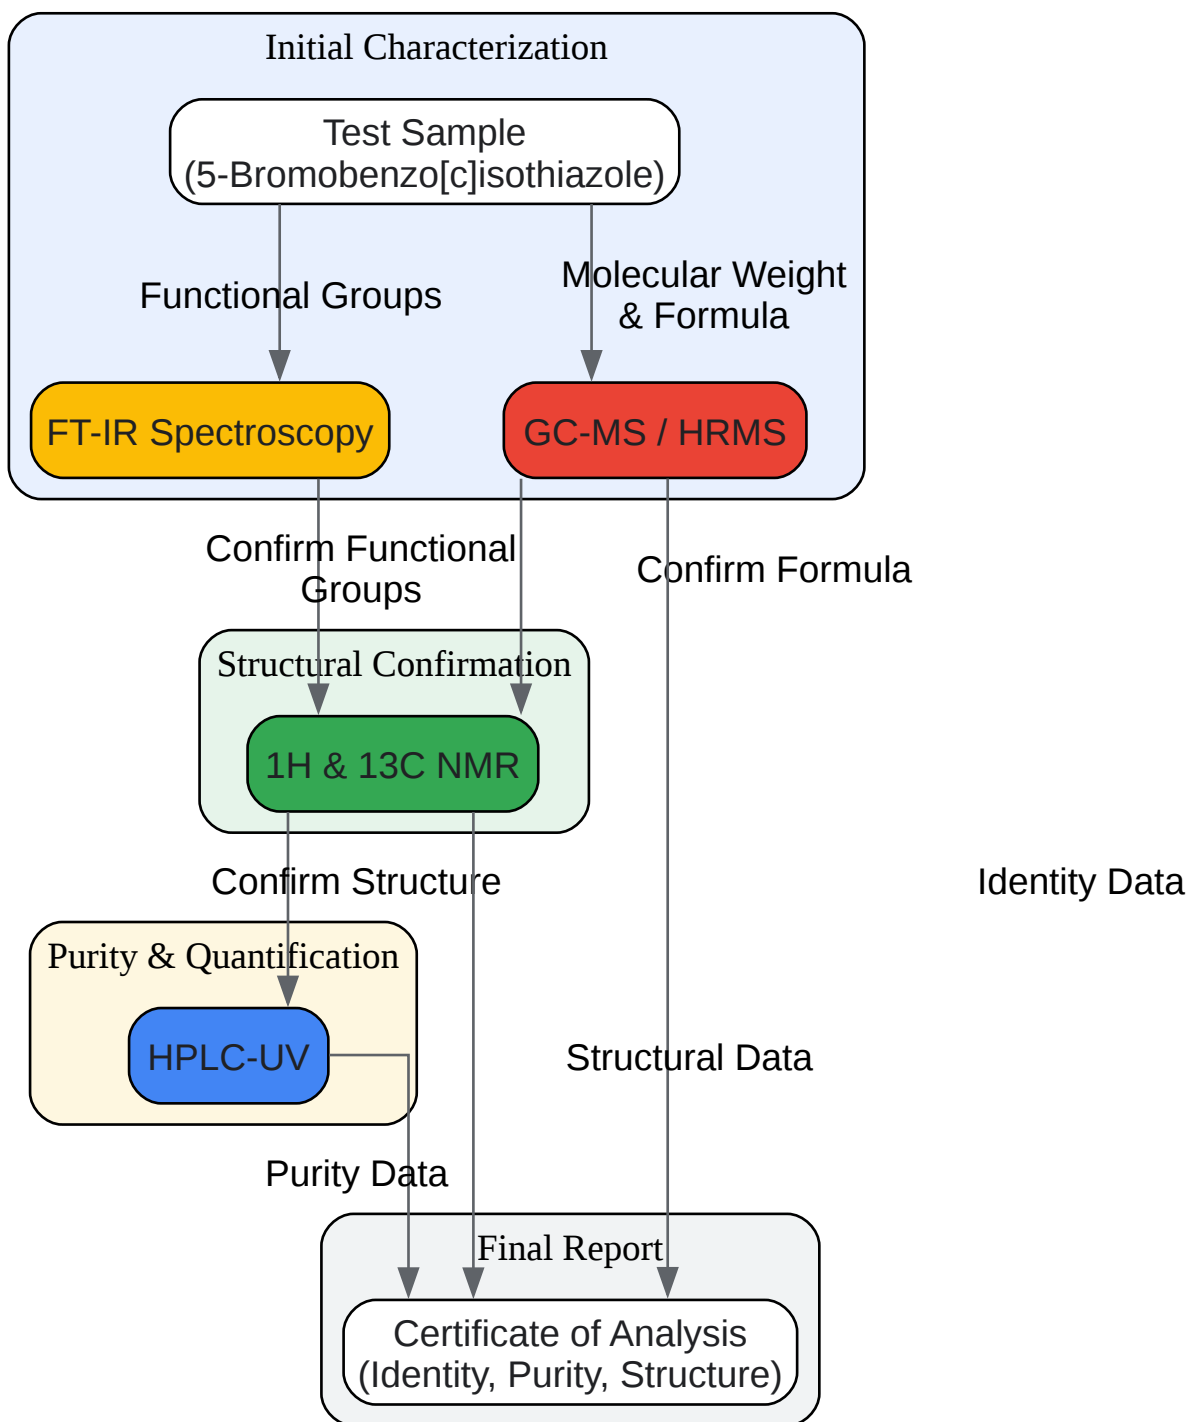 Initial Characterization
Test Sample
(5-Bromobenzo[c]isothiazole)
Functional Groups
Molecular Weight
& Formula
FT-IR Spectroscopy
GC-MS / HRMS
Confirm Functional
Groups
Confirm Formula
Structural Confirmation
1H & 13C NMR
Confirm Structure
Identity Data
Purity & Quantification
HPLC-UV
Structural Data
Purity Data
Final Report
Certificate of Analysis
(Identity, Purity, Structure)